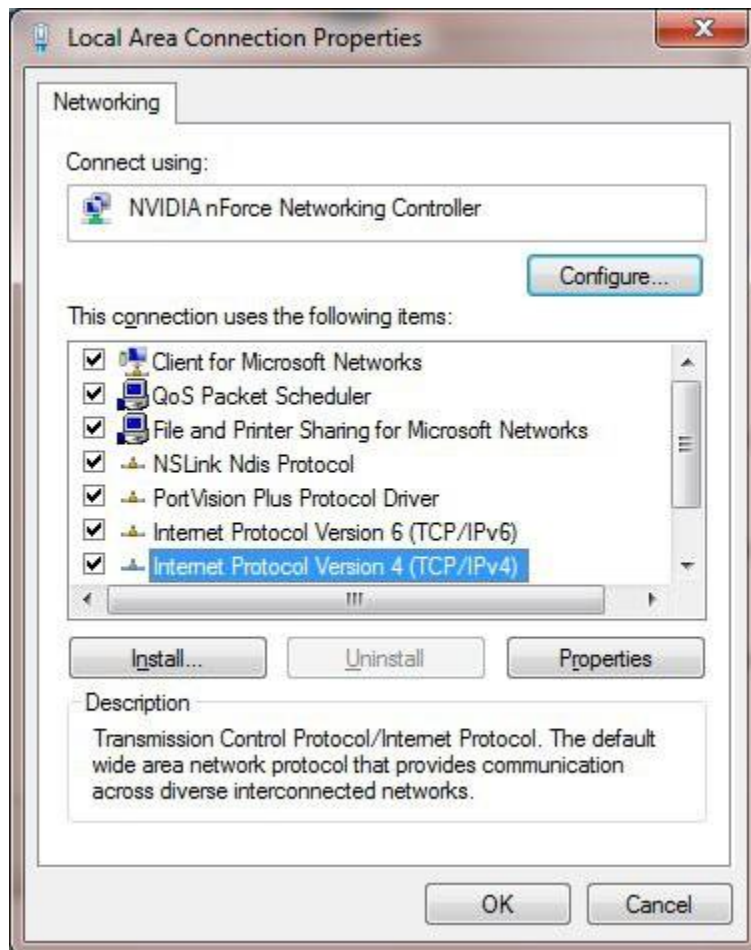 Local Area Connection Properties
Networking
Connect using:
NVIDIA nForce Networking Controller
Configure...
This connection uses the following items:
Client for Microsoft Networks
QoS Packet Scheduler
File and Printer Sharing for Microsoft Networks
NSLink Ndis Protocol
PortVision Plus Protocol Driver
Internet Protocol Version 6 (TCP/IPv6)
Internet Protocol Version 4 (TCP/IPv4)
Install... Uninstall Properties
Description
Transmission Control Protocol/Internet Protocol. The default
wide area network protocol that provides communication
across diverse interconnected networks.
OK Cancel